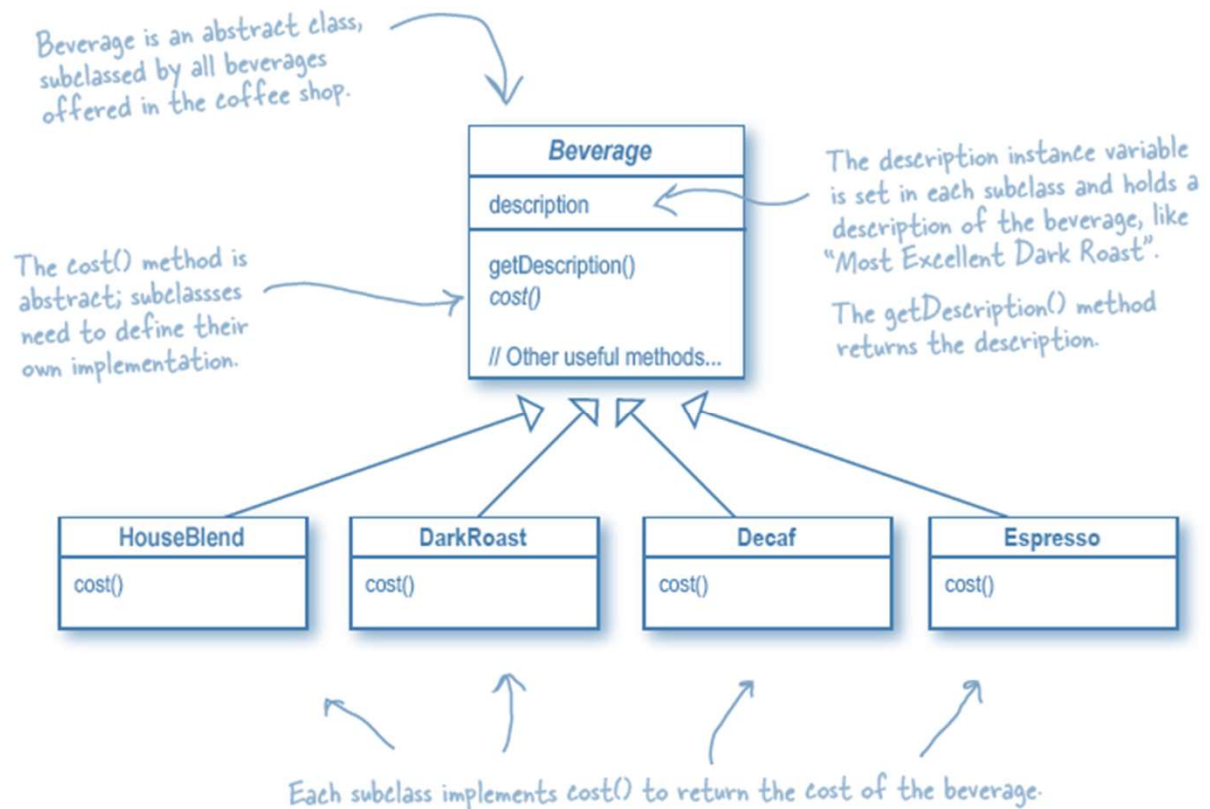 Beverage is an abstract class,
subclassed by all beverages
offered in the coffee shop.
Beverage
description
The description instance variable
is set in each subclass and holds a
description of the beverage, like
“Most Excellent Dark Roast”.
The getDescription() method
returns the description.
The cost() method is
abstract; subclassses
need to define their
own implementation.
getDescription()
cost()
// Other useful methods...
HouseBlend
cost()
DarkRoast
cost()
Decaf
cost()
Espresso
cost()
Each subclass implements cost() to return the cost of the beverage.